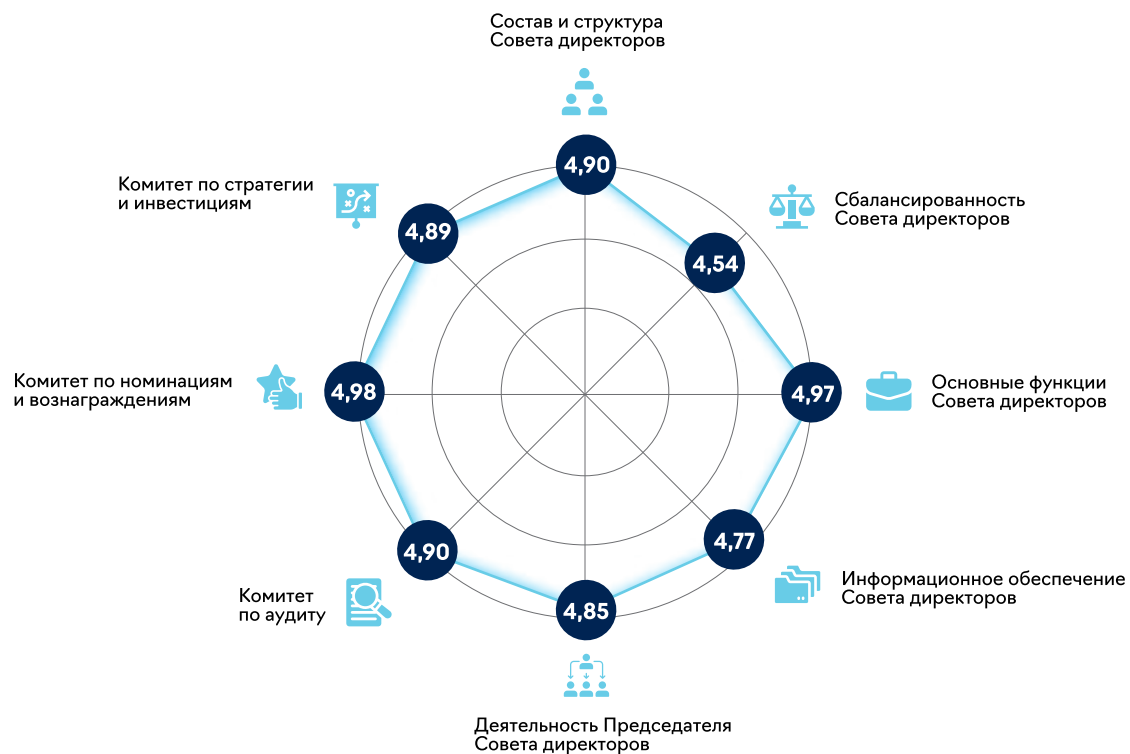 Состав и структура
Совета директоров
4,90
Комитет по стратегии
и инвестициям
4,89
Сбалансированность
Совета директоров
4,54
Комитет по номинациям
и вознаграждениям
4,98
4,97
Основные функции
Совета директоров
4,90
Комитет
по аудиту
4,85
4,77
Информационное обеспечение
Совета директоров
Деятельность Председателя
Совета директоров